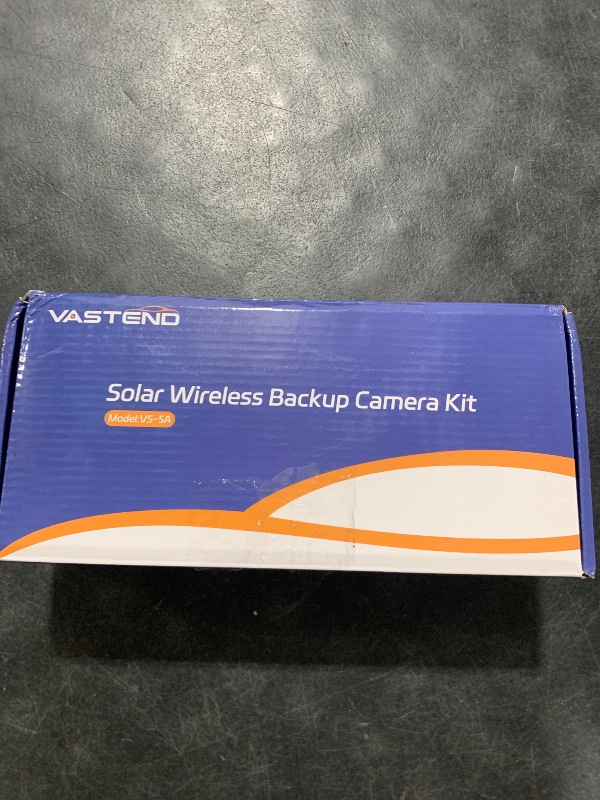 VASTEND
Solar Wireless Backup Camera Kit
Model:VS-5A